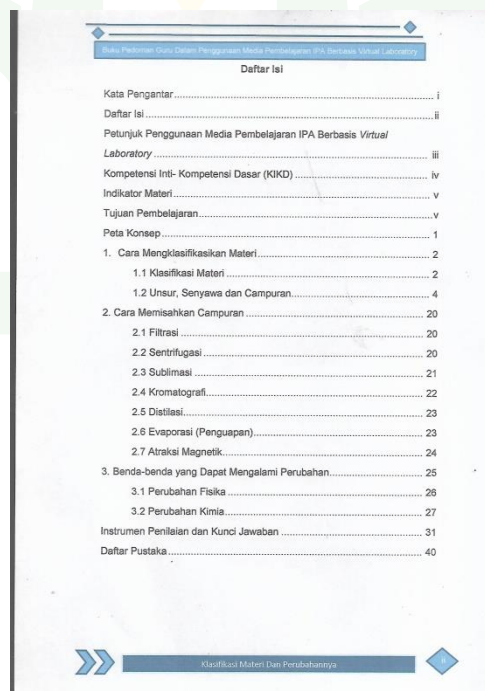 Buku Pedoman Guru Dalam Penggunaan Media Pembelajaran IPA Berbasis Virtual Laboratory
Daftar Isi
Kata Pengantar i
Daftar Isi ii
Petunjuk Penggunaan Media Pembelajaran IPA Berbasis Virtual
Laboratory iii
Kompetensi Inti- Kompetensi Dasar (KIKD) iv
Indikator Materi v
Tujuan Pembelajaran v
Peta Konsep 1
1. Cara Mengklasifikasikan Materi 2
1.1 Klasifikasi Materi 2
1.2 Unsur, Senyawa dan Campuran 4
2. Cara Memisahkan Campuran 20
2.1 Filtrasi 20
2.2 Sentrifugasi 20
2.3 Sublimasi 21
2.4 Kromatografi 22
2.5 Distilasi 23
2.6 Evaporasi (Penguapan) 23
2.7 Atraksi Magnetik 24
3. Benda-benda yang Dapat Mengalami Perubahan 25
3.1 Perubahan Fisika 26
3.2 Perubahan Kimia 27
Instrumen Penilaian dan Kunci Jawaban 31
Daftar Pustaka 40
Klasifikasi Materi Dan Perubahannya
ii